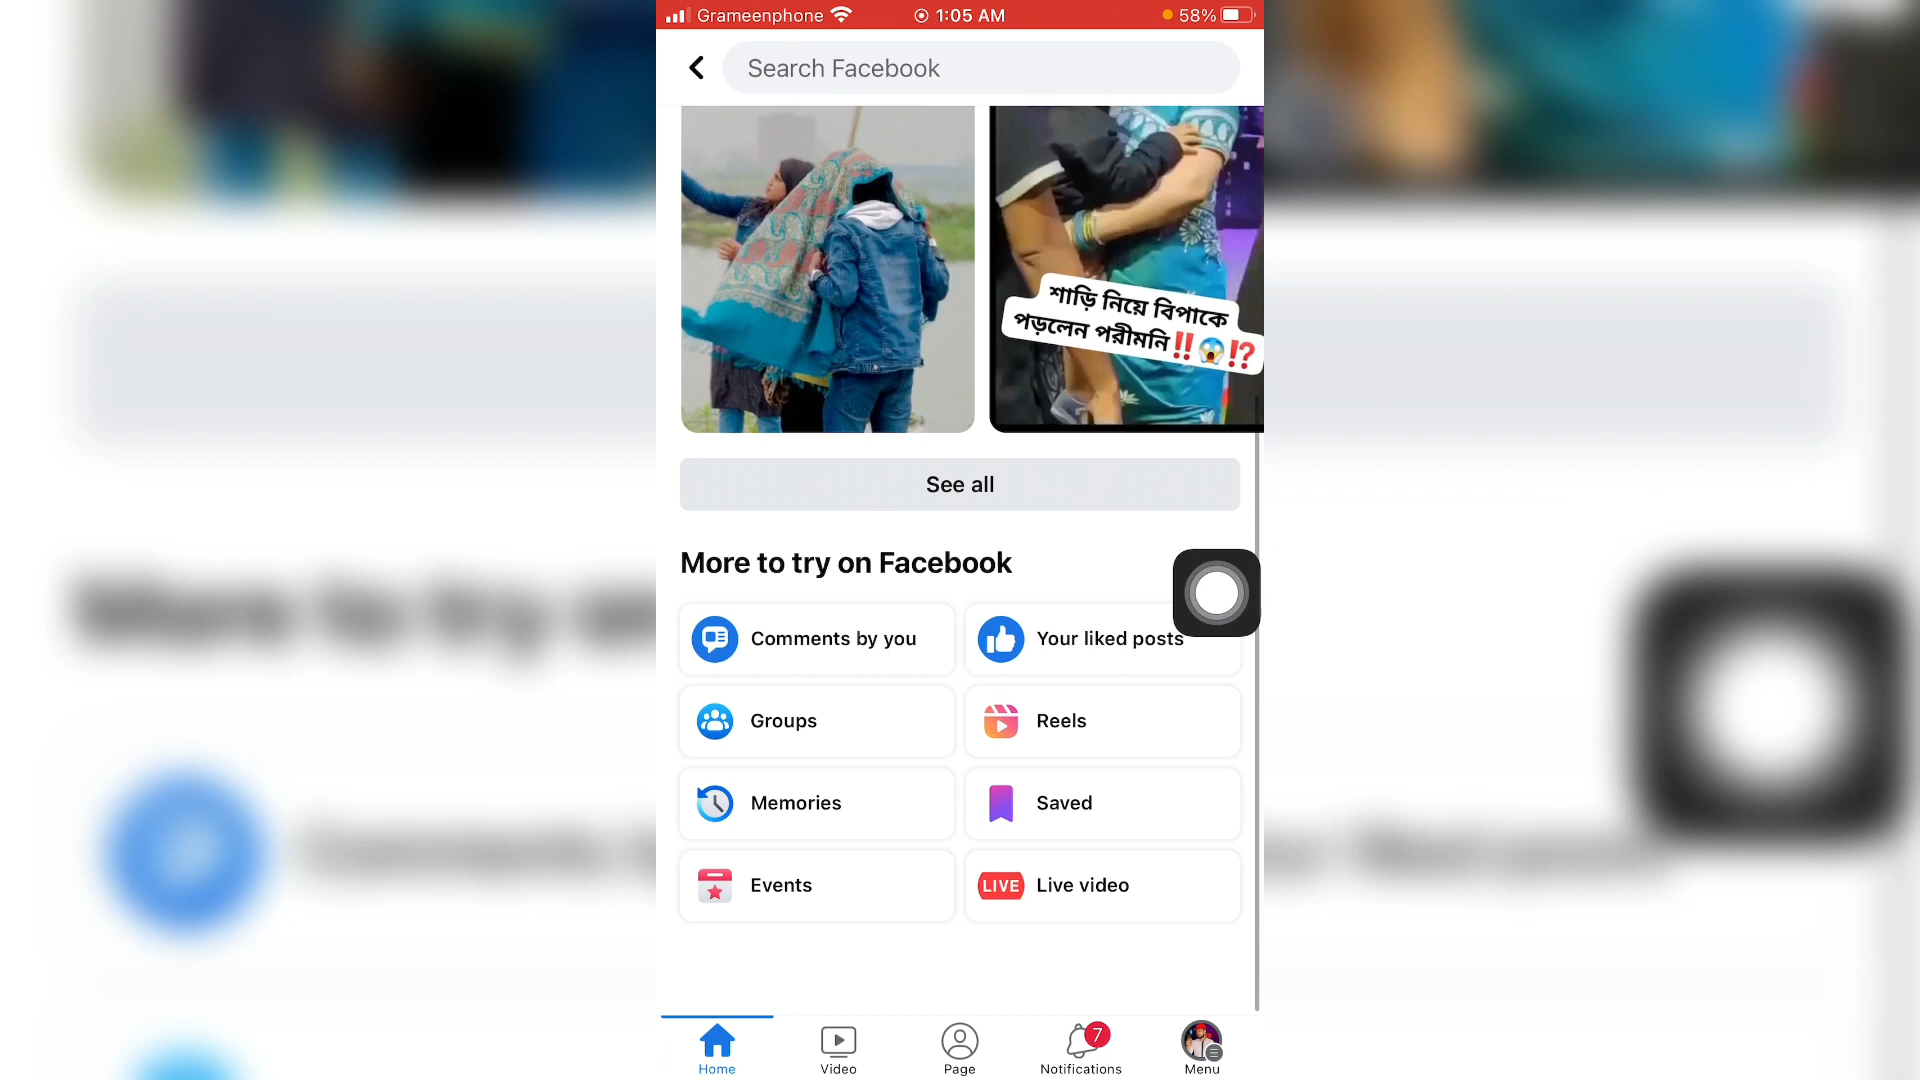 Grameenphone
1:05 AM
58%
Search Facebook
শাড়ি নিয়ে বিপাকে
পড়লেন পরীমনি‼️😱⁉️
See all
More to try on Facebook
Comments by you
Your liked posts
Groups
Reels
Memories
Saved
Events
LIVE Live video
7
Home
Video
Page
Notifications
Menu